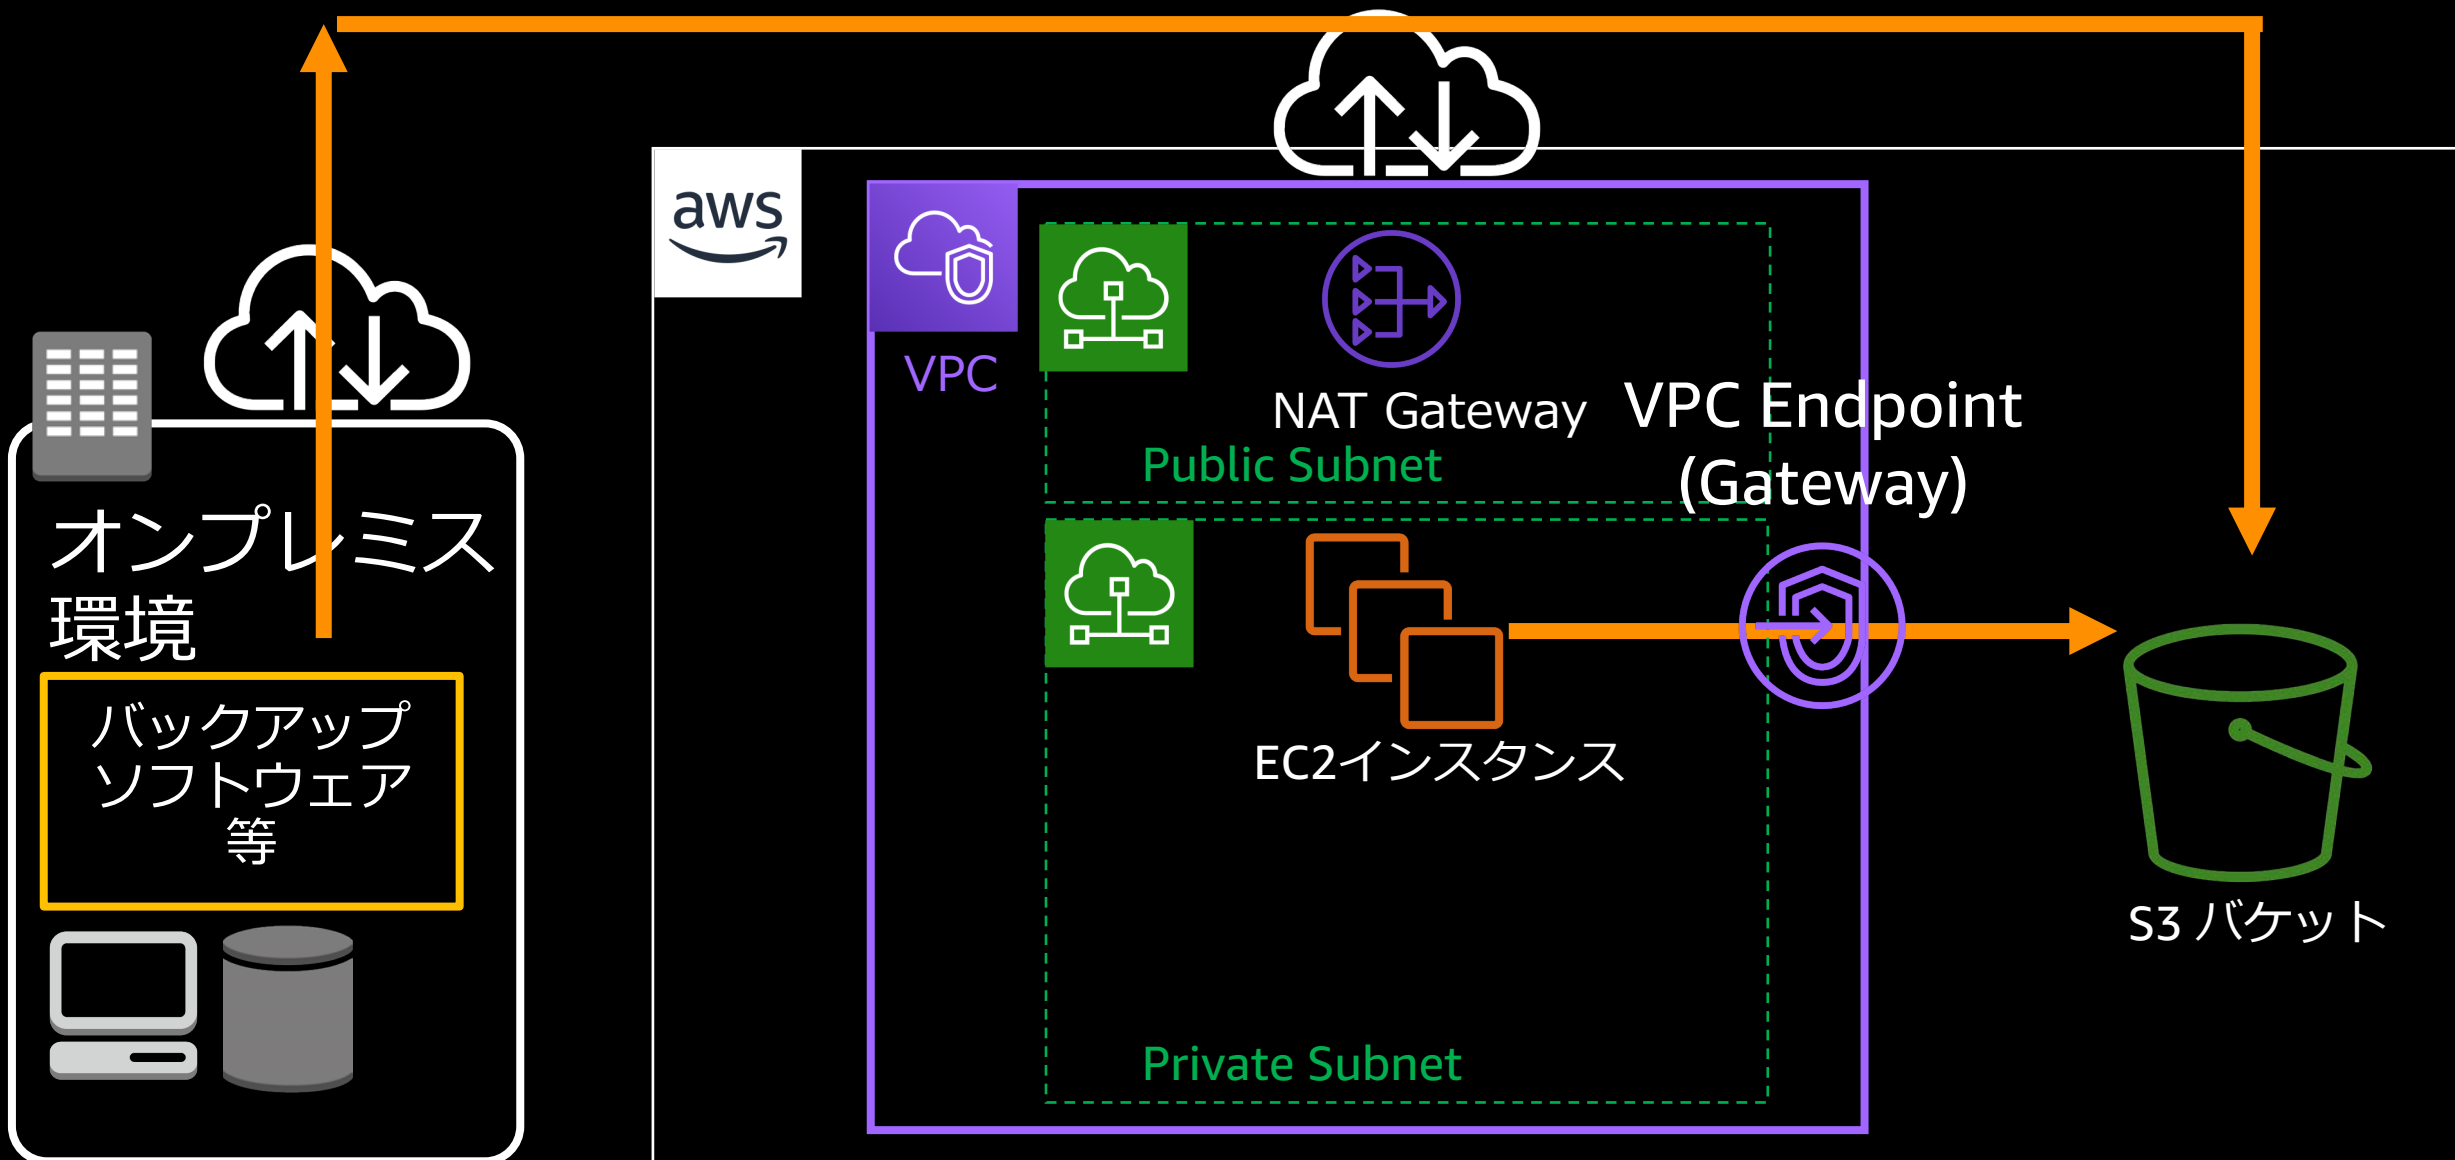 aws
VPC
NAT Gateway
Public Subnet
VPC Endpoint
(Gateway)
オンプレミス
環境
バックアップ
ソフトウェア
等
EC2インスタンス
Private Subnet
S3 バケット